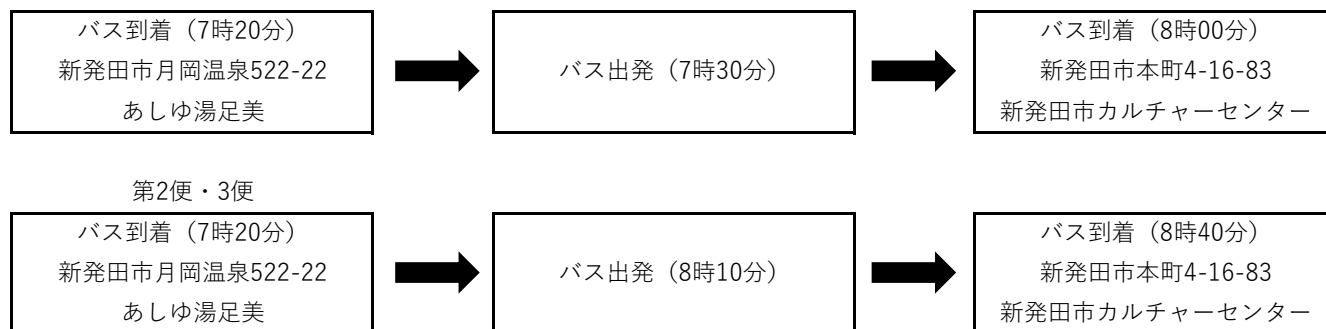 バス到着（7時20分）
新発田市月岡温泉522-22
あしゆ湯足美
バス出発（7時30分）
バス到着（8時00分）
新発田市本町4-16-83
新発田市カルチャーセンター
第2便・3便
バス到着（7時20分）
新発田市月岡温泉522-22
あしゆ湯足美
バス出発（8時10分）
バス到着（8時40分）
新発田市本町4-16-83
新発田市カルチャーセンター